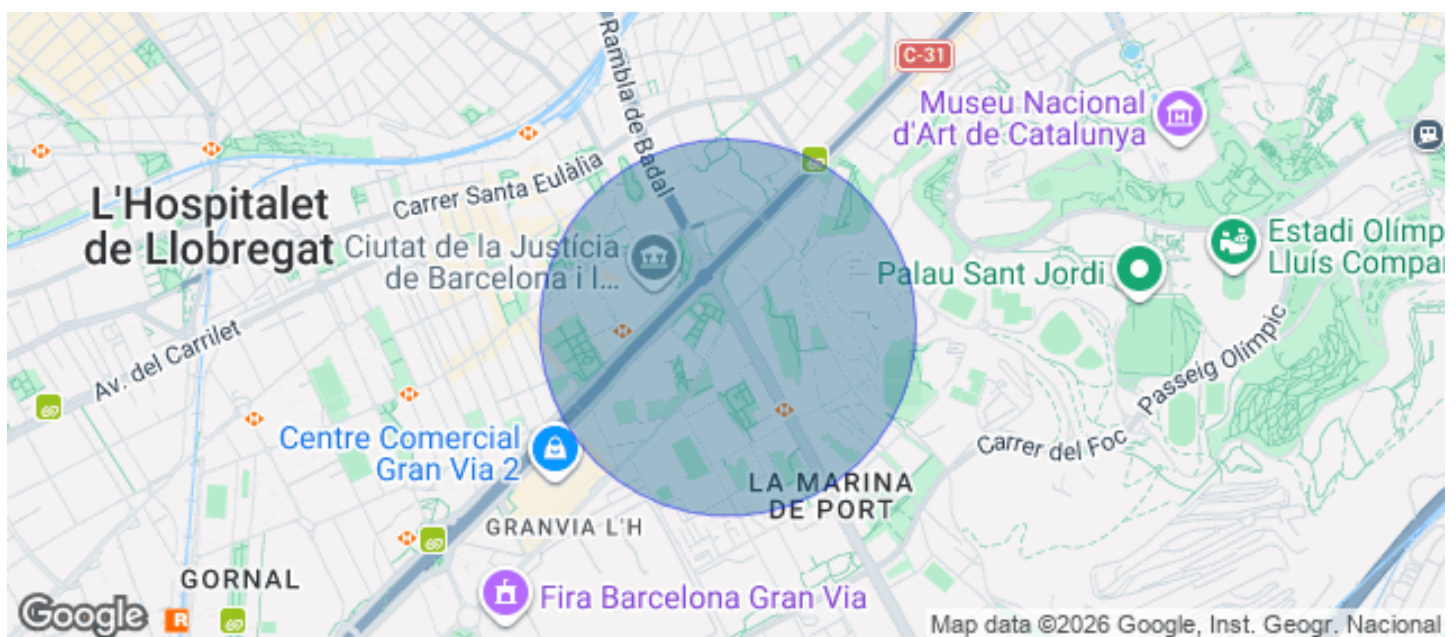 Rambla de Badal
C-31
Museu Nacional
d'Art de Catalunya
Carrer Santa Eulàlia
L'Hospitalet
de Llobregat
Ciutat de la Justícia
de Barcelona i l...
Estadi Olímp
Lluís Compan
Palau Sant Jordi
Av. del Carrilet
Passeig Olímpic
Centre Comercial
Gran Via 2
Carrer del Foc
LA MARINA
DE PORT
GRANVIA L'H
GORNAL
Fira Barcelona Gran Via
Google
R
Map data ©2026 Google, Inst. Geogr. Nacional